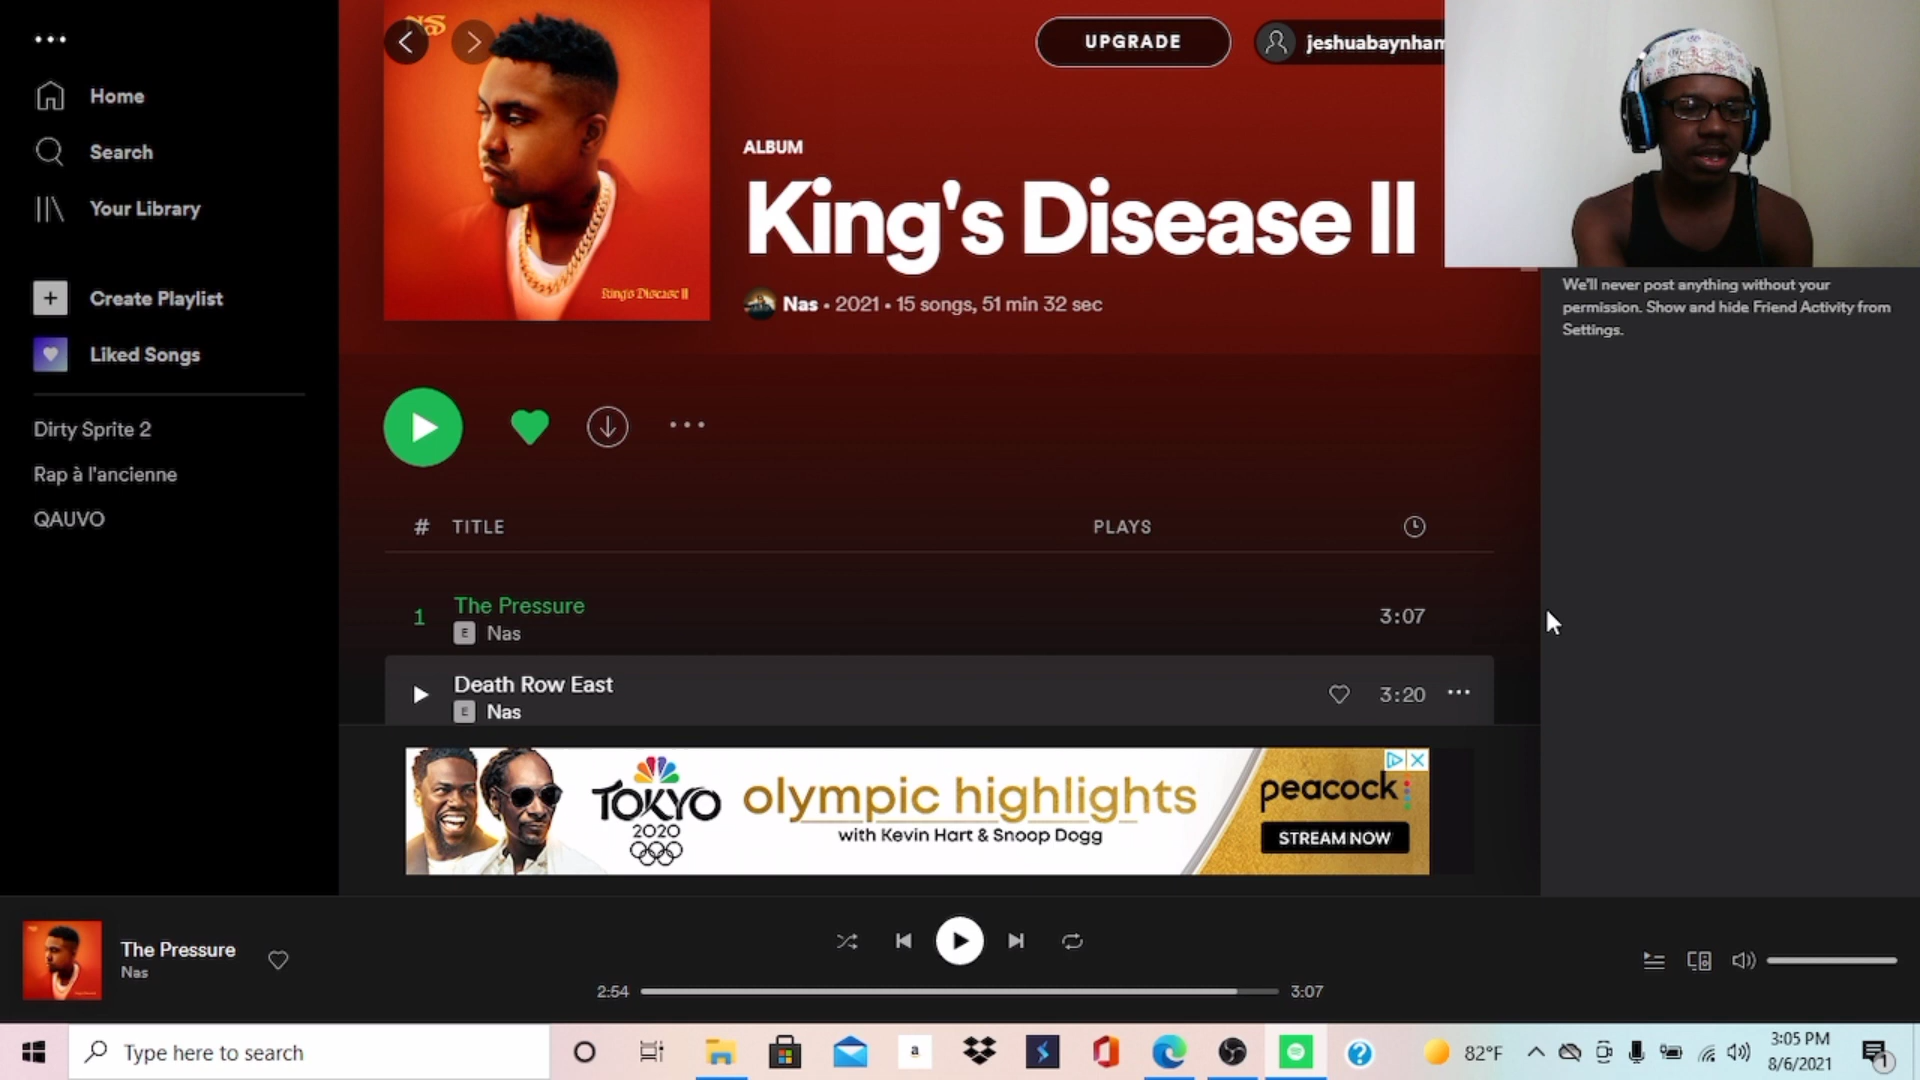 Home
Search
Your Library
Create Playlist
Liked Songs
Dirty Sprite 2
Rap à l'ancienne
QAUVO
King's Disease II
UPGRADE
jeshuabaynham
ALBUM
King's Disease II
Nas • 2021 • 15 songs, 51 min 32 sec
We'll never post anything without your
permission. Show and hide Friend Activity from
Settings.
# TITLE PLAYS
1 The Pressure 3:07
E Nas
Death Row East 3:20
E Nas
TOKYO
2020
olympic highlights
with Kevin Hart & Snoop Dogg
peacock
STREAM NOW
The Pressure
Nas
2:54 3:07
Type here to search
a
82°F
3:05 PM
8/6/2021
1